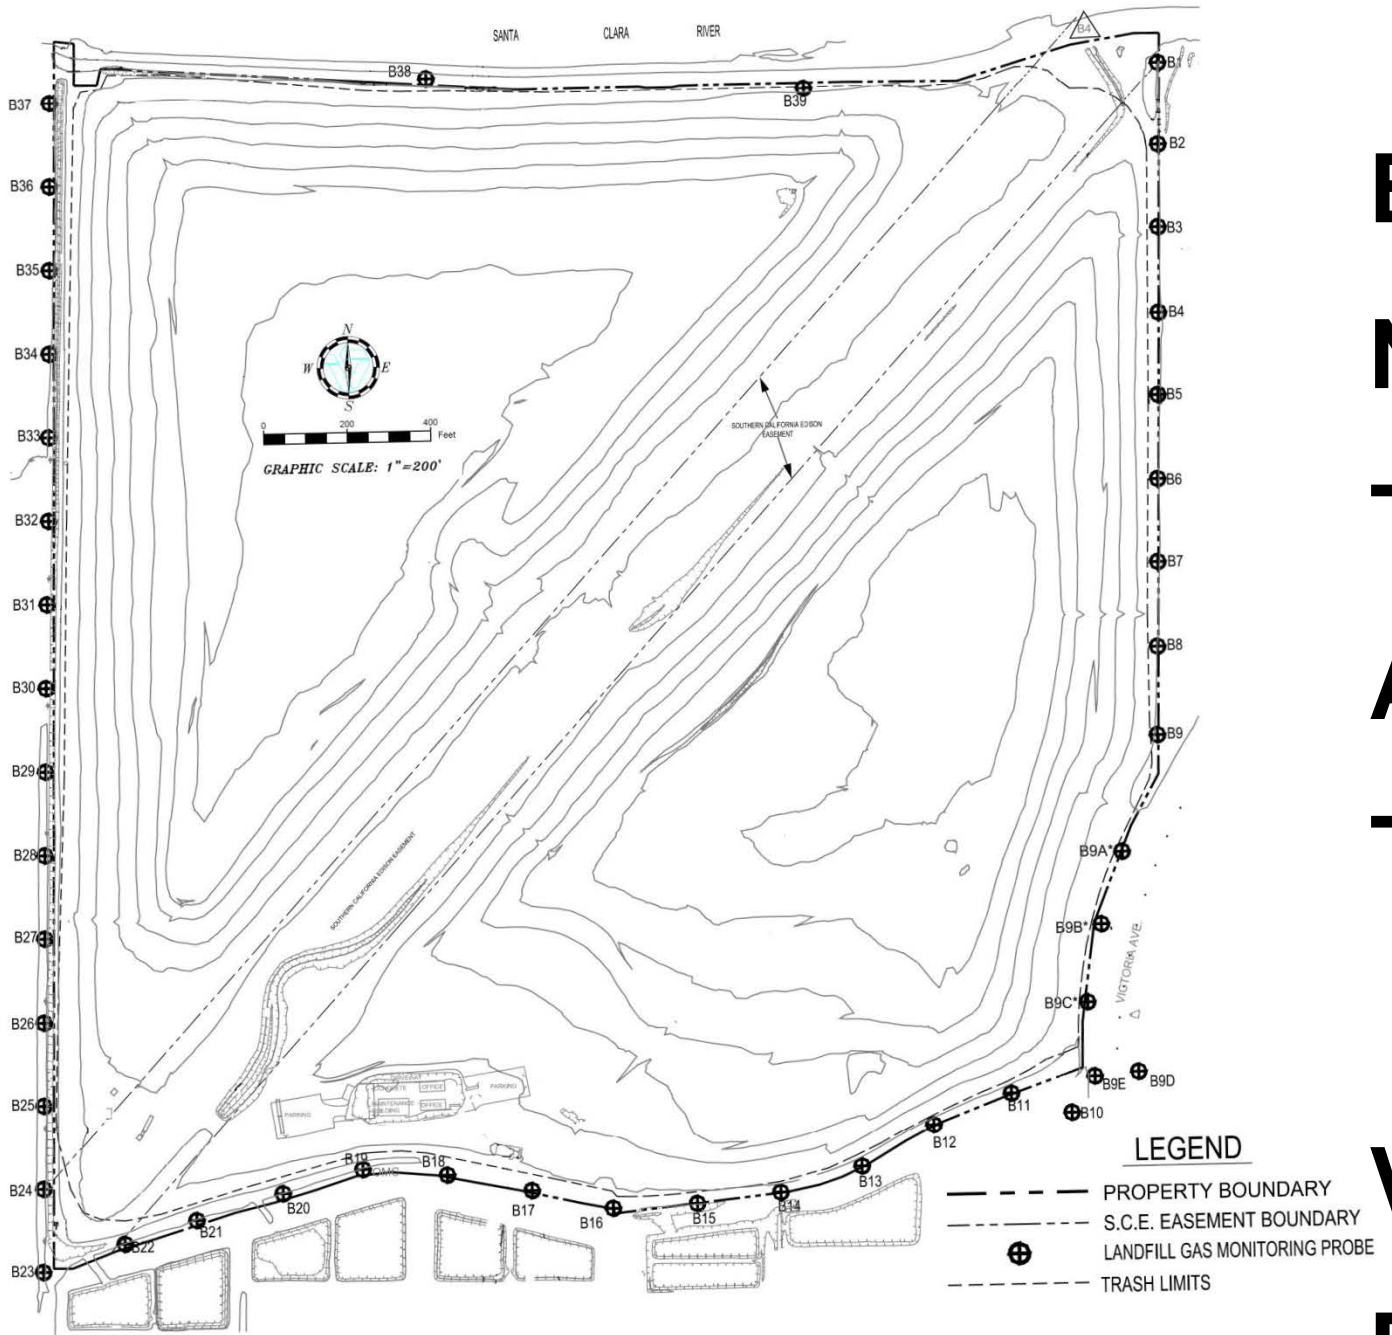 SANTA CLARA RIVER
B4
B38
B39
B1
B37
B2
B36
B3
B35
B4
N
W E
S
B34
B5
0 200 400
Feet
GRAPHIC SCALE: 1"=200'
SOUTHERN CALIFORNIA EDISON
EASEMENT
B33
B6
B32
B7
B31
B8
B30
B9
B29
B28
SOUTHERN CALIFORNIA EDISON EASEMENT
B9A*
B27
B9B*
VICTORIA AVE.
B26
B9C*
B9E
B9D
B25
PARKING
CONCRETE
OFFICE
MAINTENANCE
BUILDING
OFFICE
PARKING
B11
B10
B12
B24
B19
B18
B13
B20
B17
B16
B15
B14
B21
B22
B23
LEGEND
PROPERTY BOUNDARY
S.C.E. EASEMENT BOUNDARY
LANDFILL GAS MONITORING PROBE
TRASH LIMITS
N
A
V